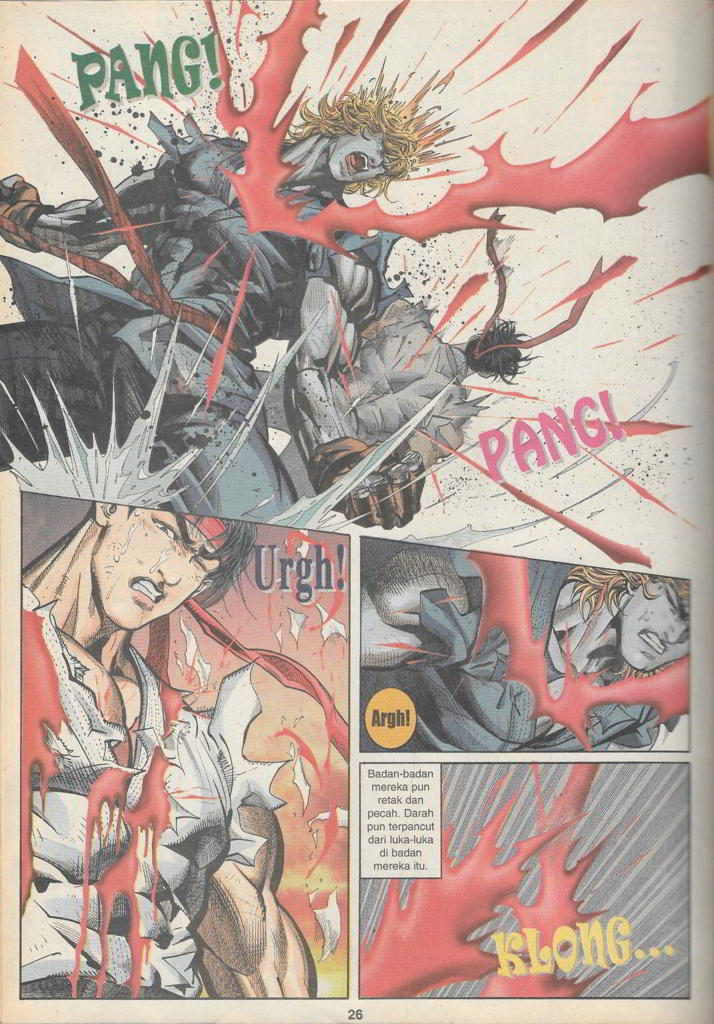 PANG!
PANG!
Urgh!
Argh!
Badan-badan
mereka pun
retak dan
pecah. Darah
pun terpancut
dari luka-luka
di badan
mereka itu.
KLONG...
26